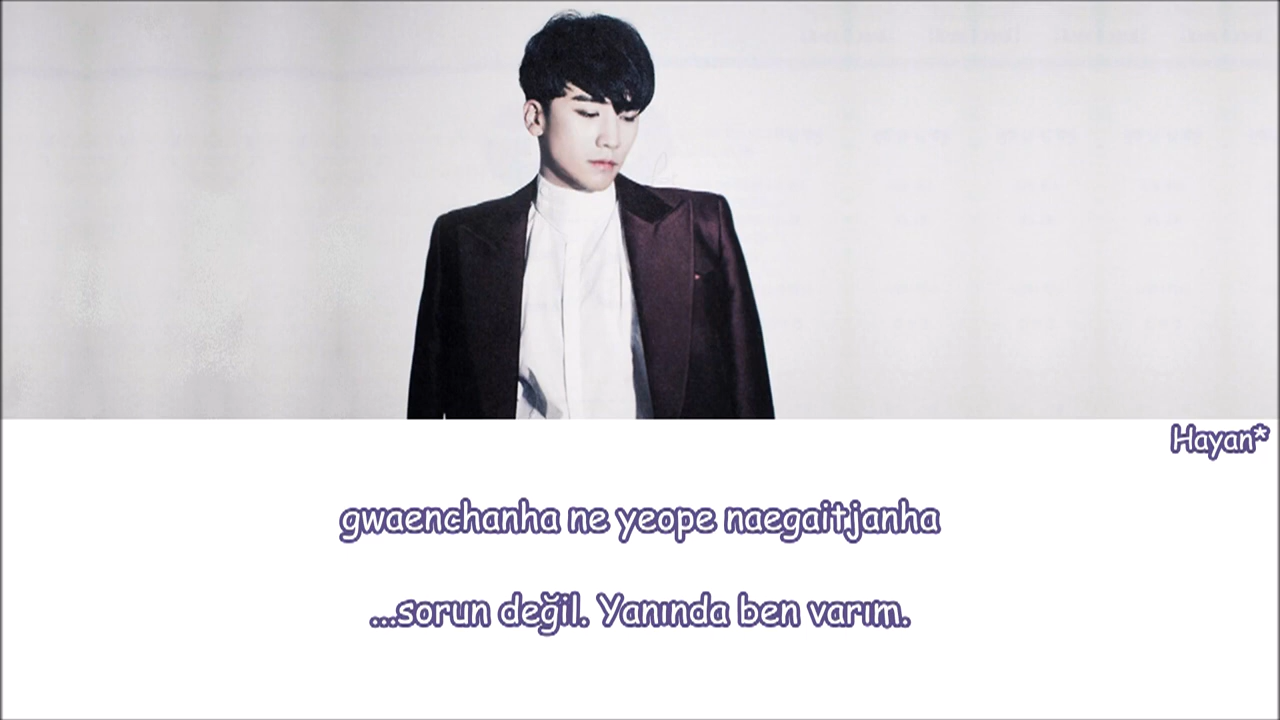 Hayan*
gwaenchanha ne yeope naegaitjanha
...sorun değil. Yanında ben varım.